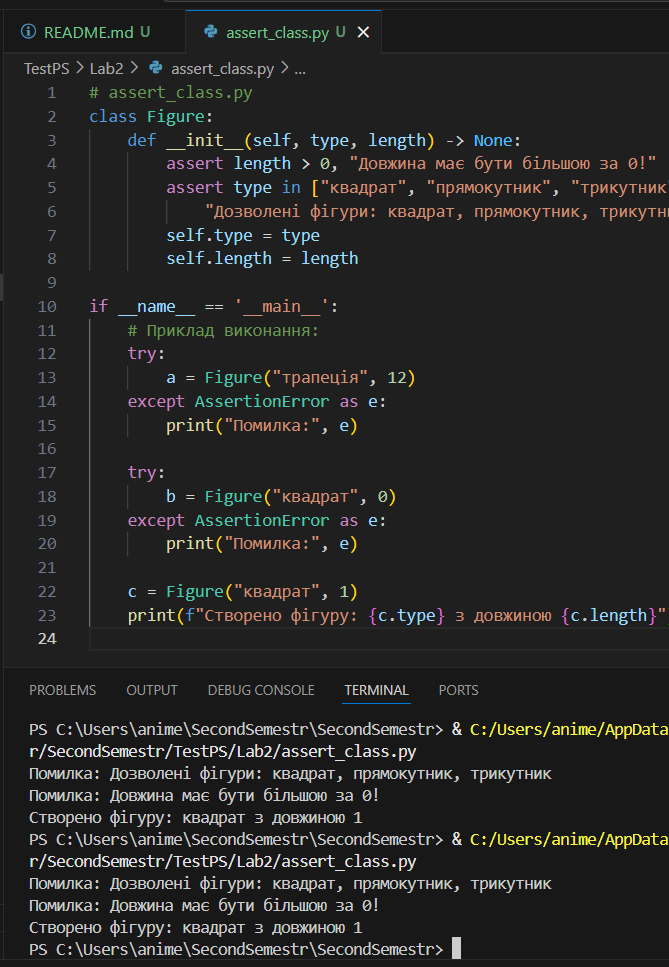 README.md U
assert_class.py U
TestPS > Lab2 > assert_class.py > ...
1 # assert_class.py
2 class Figure:
3 def __init__(self, type, length) -> None:
4 assert length > 0, "Довжина має бути більшою за 0!"
5 assert type in ["квадрат", "прямокутник", "трикутник
6 "Дозволені фігури: квадрат, прямокутник, трикутн
7 self.type = type
8 self.length = length
9
10 if __name__ == '__main__':
11 # Приклад виконання:
12 try:
13 a = Figure("трапеція", 12)
14 except AssertionError as e:
15 print("Помилка:", e)
16
17 try:
18 b = Figure("квадрат", 0)
19 except AssertionError as e:
20 print("Помилка:", e)
21
22 c = Figure("квадрат", 1)
23 print(f"Створено фігуру: {c.type} з довжиною {c.length}"
24
PROBLEMS OUTPUT DEBUG CONSOLE TERMINAL PORTS
PS C:\Users\anime\SecondSemestr\SecondSemestr> & C:/Users/anime/AppData
r/SecondSemestr/TestPS/Lab2/assert_class.py
Помилка: Дозволені фігури: квадрат, прямокутник, трикутник
Помилка: Довжина має бути більшою за 0!
Створено фігуру: квадрат з довжиною 1
PS C:\Users\anime\SecondSemestr\SecondSemestr> & C:/Users/anime/AppData
r/SecondSemestr/TestPS/Lab2/assert_class.py
Помилка: Дозволені фігури: квадрат, прямокутник, трикутник
Помилка: Довжина має бути більшою за 0!
Створено фігуру: квадрат з довжиною 1
PS C:\Users\anime\SecondSemestr\SecondSemestr>